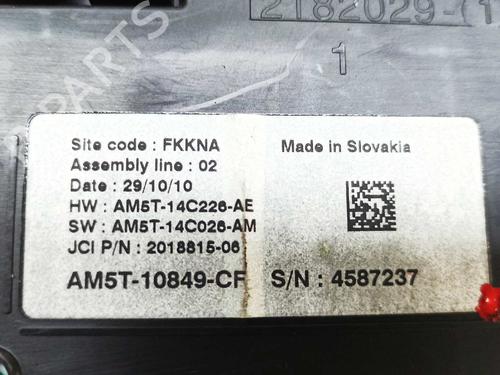 2182029-(1
1
Site code : FKKNA
Made in Slovakia
Assembly line : 02
Date : 29/10/10
HW : AM5T-14C226-AE
SW : AM5T-14C026-AM
JCI P/N : 2018815-06
AM5T-10849-CF S/N : 4587237